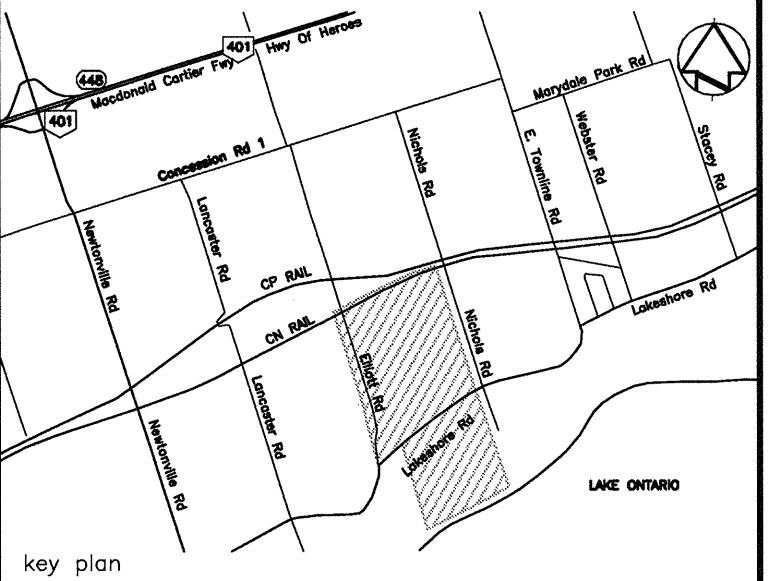 401
Hwy Of Heroes
448
Macdonald Cartier Fwy
401
Marydale Park Rd
Concession Rd 1
Nichols Rd
E. Townline Rd
Webster Rd
Stacey Rd
Lancaster Rd
Newtonville Rd
CP RAIL
CN RAIL
Lakeshore Rd
Nichols Rd
Elliott Rd
Lancaster Rd
Newtonville Rd
Lakeshore Rd
LAKE ONTARIO
key plan